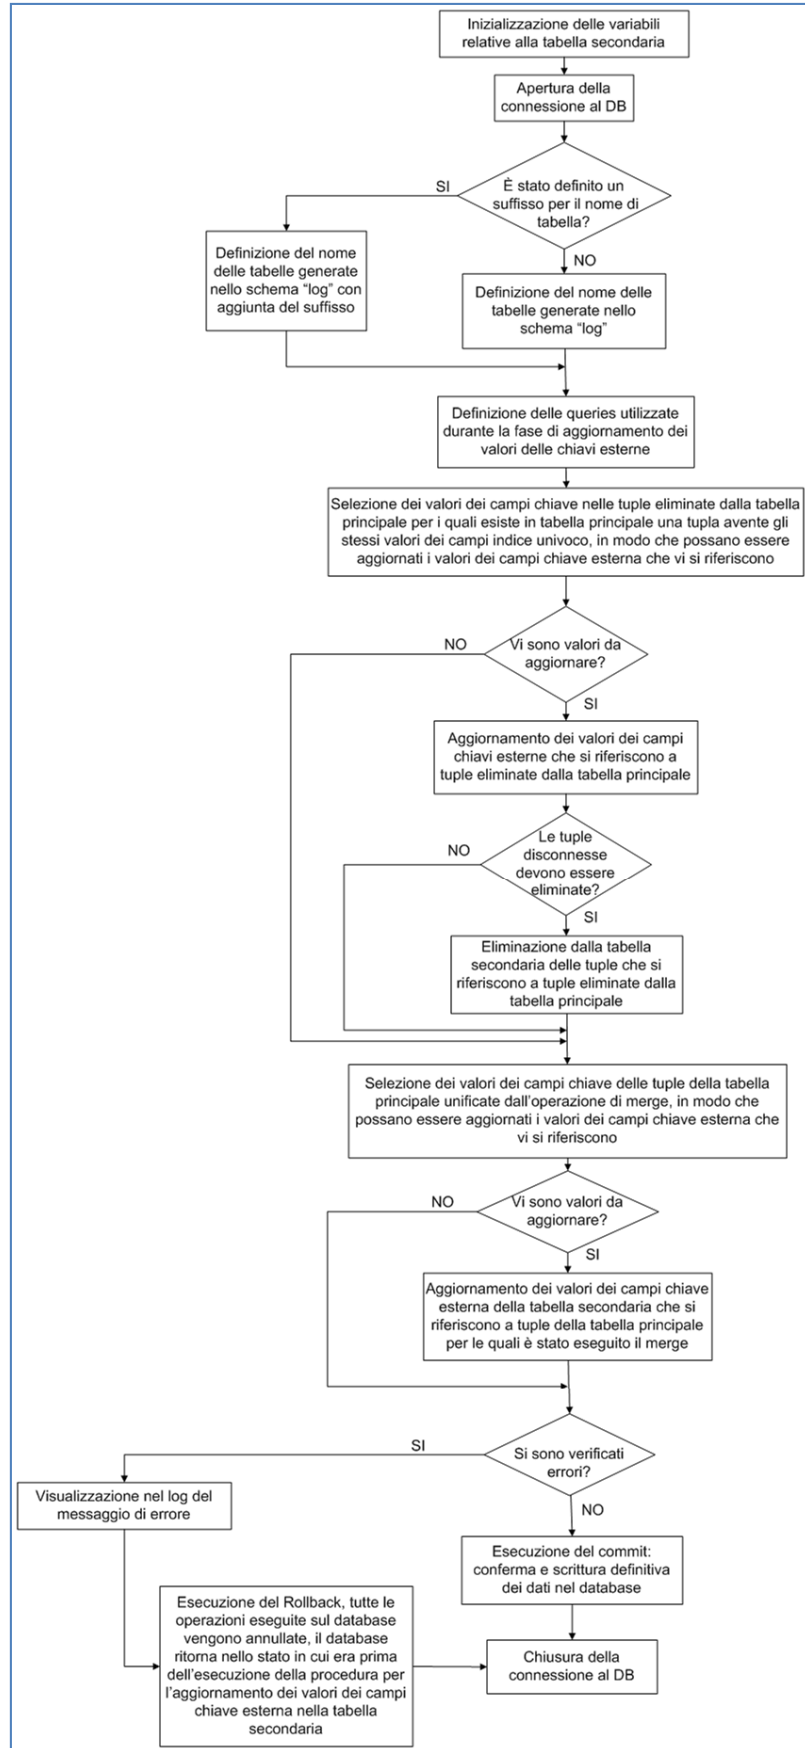 Inizializzazione delle variabili
relative alla tabella secondaria
Apertura della
connessione al DB
È stato definito un
suffisso per il nome di
tabella?
SI
NO
Definizione del nome
delle tabelle generate
nello schema “log” con
aggiunta del suffisso
Definizione del nome delle
tabelle generate nello
schema “log”
Definizione delle queries utilizzate
durante la fase di aggiornamento dei
valori delle chiavi esterne
Selezione dei valori dei campi chiave nelle tuple eliminate dalla tabella
principale per i quali esiste in tabella principale una tupla avente gli
stessi valori dei campi indice univoco, in modo che possano essere
aggiornati i valori dei campi chiave esterna che vi si riferiscono
Vi sono valori da
aggiornare?
NO
SI
Aggiornamento dei valori dei campi
chiavi esterne che si riferiscono a
tuple eliminate dalla tabella principale
Le tuple
disconnesse
devono essere
eliminate?
NO
SI
Eliminazione dalla tabella
secondaria delle tuple che si
riferiscono a tuple eliminate dalla
tabella principale
Selezione dei valori dei campi chiave delle tuple della tabella
principale unificate dall’operazione di merge, in modo che
possano essere aggiornati i valori dei campi chiave esterna che
vi si riferiscono
Vi sono valori da
aggiornare?
NO
SI
Aggiornamento dei valori dei campi chiave
esterna della tabella secondaria che si
riferiscono a tuple della tabella principale
per le quali è stato eseguito il merge
Si sono verificati
errori?
SI
NO
Visualizzazione nel log del
messaggio di errore
Esecuzione del commit:
conferma e scrittura definitiva
dei dati nel database
Esecuzione del Rollback, tutte le
operazioni eseguite sul database
vengono annullate, il database
ritorna nello stato in cui era prima
dell’esecuzione della procedura per
l’aggiornamento dei valori dei campi
chiave esterna nella tabella
secondaria
Chiusura della
connessione al DB